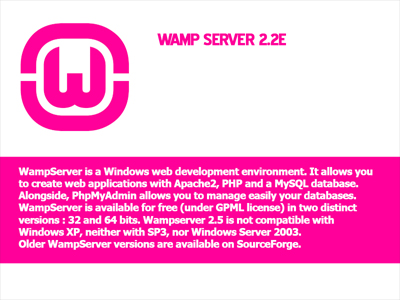 W
WAMP SERVER 2.2E
WampServer is a Windows web development environment. It allows you
to create web applications with Apache2, PHP and a MySQL database.
Alongside, PhpMyAdmin allows you to manage easily your databases.
WampServer is available for free (under GPML license) in two distinct
versions : 32 and 64 bits. Wampserver 2.5 is not compatible with
Windows XP, neither with SP3, nor Windows Server 2003.
Older WampServer versions are available on SourceForge.